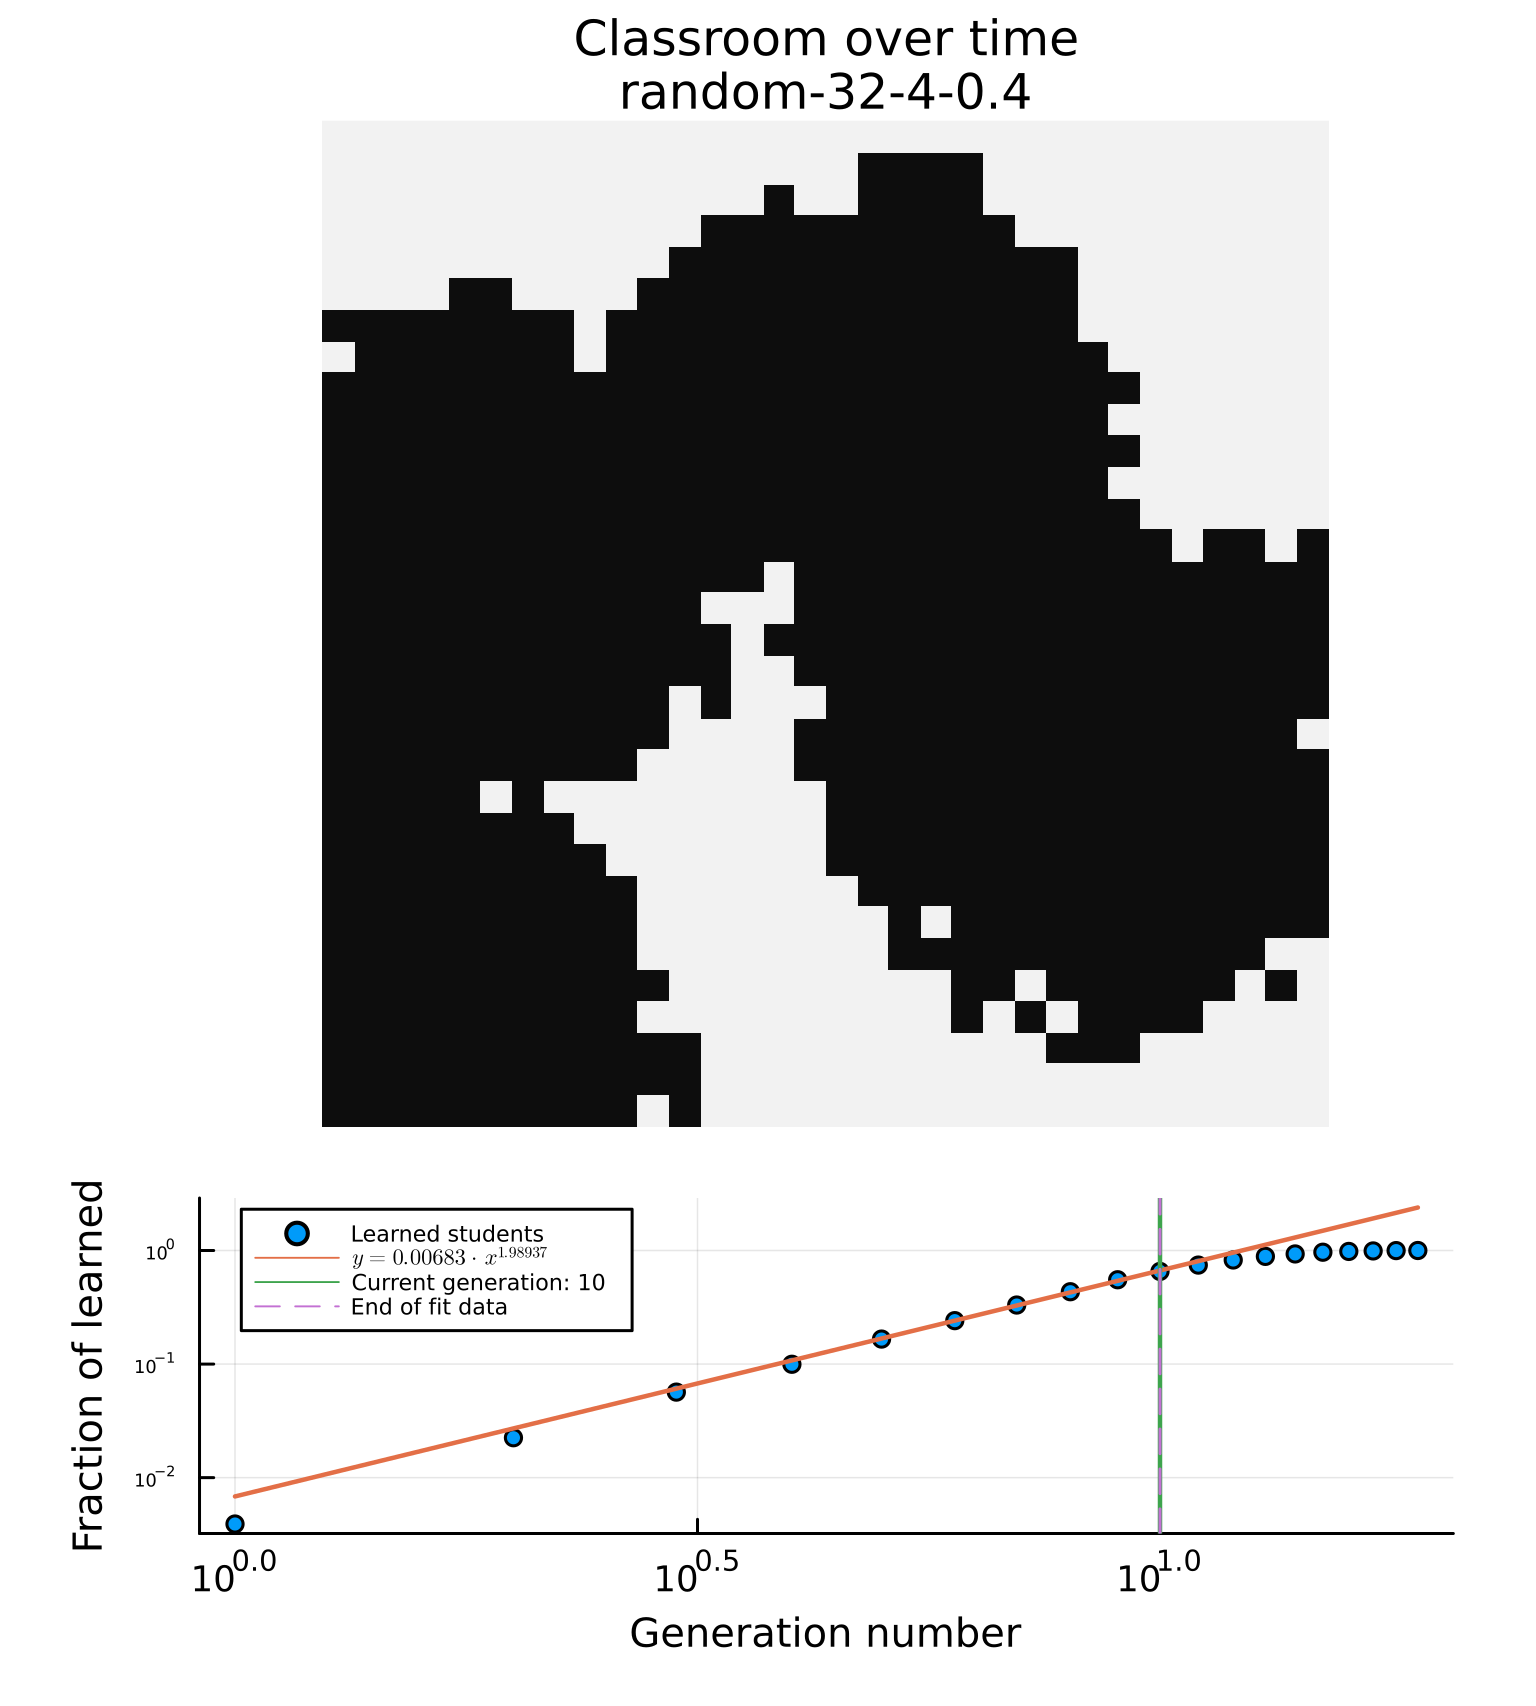 Classroom over time
random-32-4-0.4
Fraction of learned
10⁰
10⁻¹
10⁻²
Learned students
y = 0.00683 · x^1.98937
Current generation: 10
End of fit data
10^0.0
10^0.5
10^1.0
Generation number